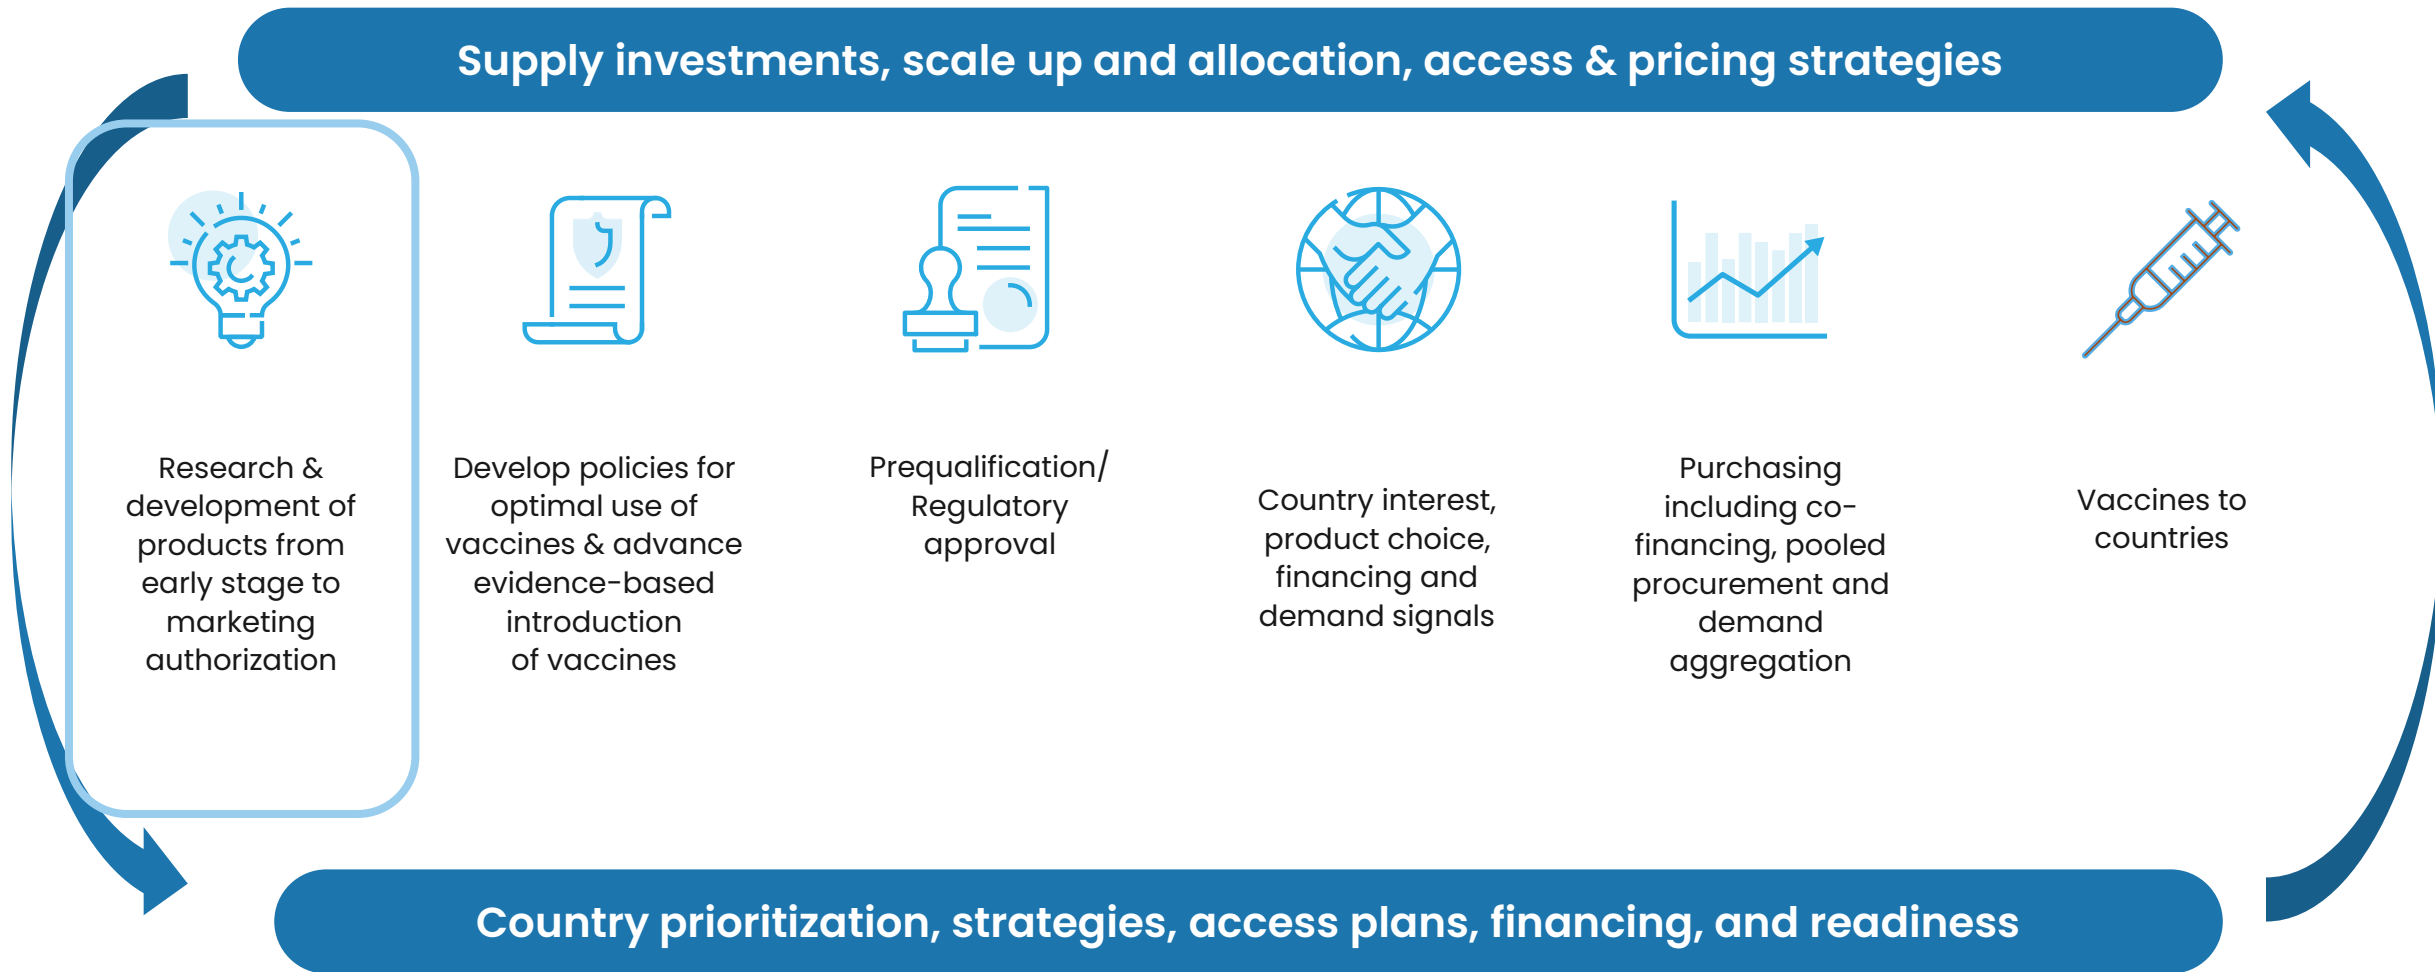 Supply investments, scale up and allocation, access & pricing strategies
Research &
development of
products from
early stage to
marketing
authorization
Develop policies for
optimal use of
vaccines & advance
evidence-based
introduction
of vaccines
Prequalification/
Regulatory
approval
Country interest,
product choice,
financing and
demand signals
Purchasing
including co-
financing, pooled
procurement and
demand
aggregation
Vaccines to
countries
Country prioritization, strategies, access plans, financing, and readiness